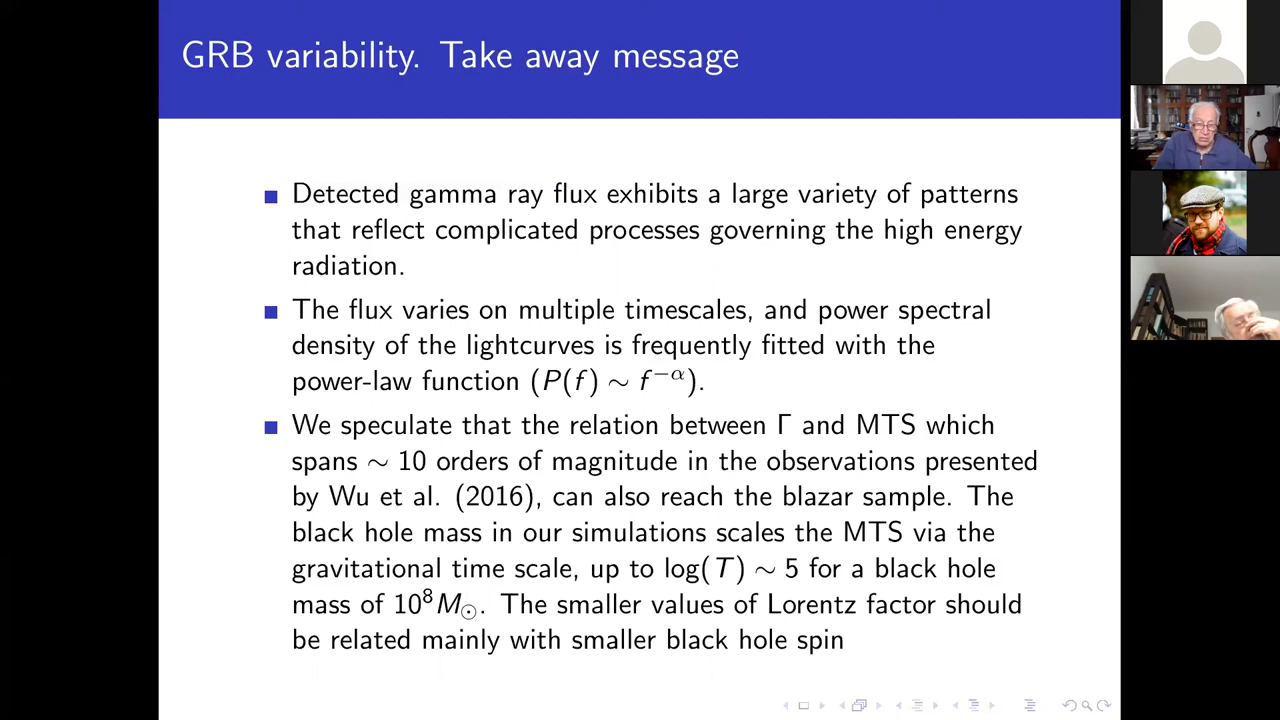 GRB variability. Take away message
Detected gamma ray flux exhibits a large variety of patterns
that reflect complicated processes governing the high energy
radiation.
The flux varies on multiple timescales, and power spectral
density of the lightcurves is frequently fitted with the
power-law function (P(f) ∼ f^{−α}).
We speculate that the relation between Γ and MTS which
spans ∼ 10 orders of magnitude in the observations presented
by Wu et al. (2016), can also reach the blazar sample. The
black hole mass in our simulations scales the MTS via the
gravitational time scale, up to log(T) ∼ 5 for a black hole
mass of 10⁸M☉. The smaller values of Lorentz factor should
be related mainly with smaller black hole spin